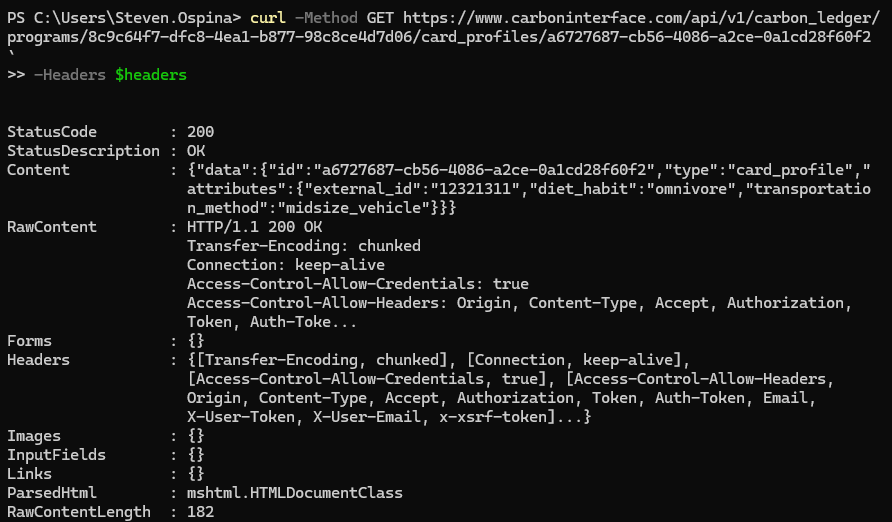 PS C:\Users\Steven.Ospina> curl -Method GET https://www.carboninterface.com/api/v1/carbon_ledger/
programs/8c9c64f7-dfc8-4ea1-b877-98c8ce4d7d06/card_profiles/a6727687-cb56-4086-a2ce-0a1cd28f60f2
`
>> -Headers $headers
StatusCode        : 200
StatusDescription : OK
Content           : {"data":{"id":"a6727687-cb56-4086-a2ce-0a1cd28f60f2","type":"card_profile","
                    attributes":{"external_id":"12321311","diet_habit":"omnivore","transportatio
                    n_method":"midsize_vehicle"}}}
RawContent        : HTTP/1.1 200 OK
                    Transfer-Encoding: chunked
                    Connection: keep-alive
                    Access-Control-Allow-Credentials: true
                    Access-Control-Allow-Headers: Origin, Content-Type, Accept, Authorization,
                    Token, Auth-Toke...
Forms             : {}
Headers           : {[Transfer-Encoding, chunked], [Connection, keep-alive],
                    [Access-Control-Allow-Credentials, true], [Access-Control-Allow-Headers,
                    Origin, Content-Type, Accept, Authorization, Token, Auth-Token, Email,
                    X-User-Token, X-User-Email, x-xsrf-token]...}
Images            : {}
InputFields       : {}
Links             : {}
ParsedHtml        : mshtml.HTMLDocumentClass
RawContentLength  : 182